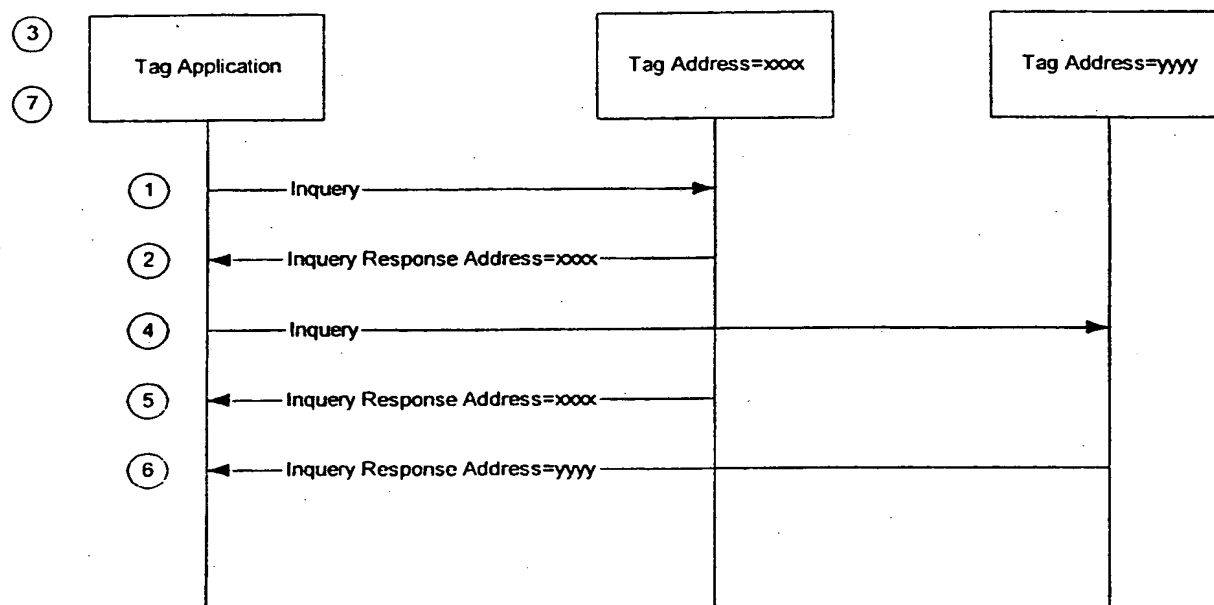 3
Tag Application
Tag Address=xxxx
Tag Address=yyyy
7
1
Inquery
2
Inquery Response Address=xxxx
4
Inquery
5
Inquery Response Address=xxxx
6
Inquery Response Address=yyyy